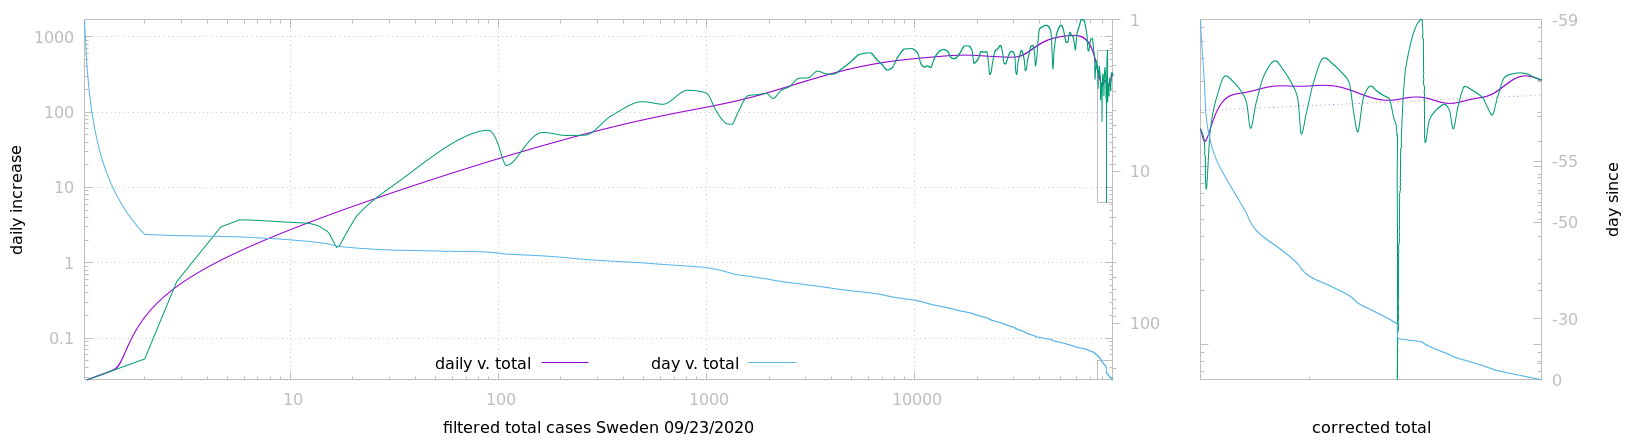 daily increase
1000
100
10
1
0.1
10
100
1000
10000
filtered total cases Sweden 09/23/2020
daily v. total
day v. total
1
10
100
-59
-55
-50
-30
0
day since
corrected total